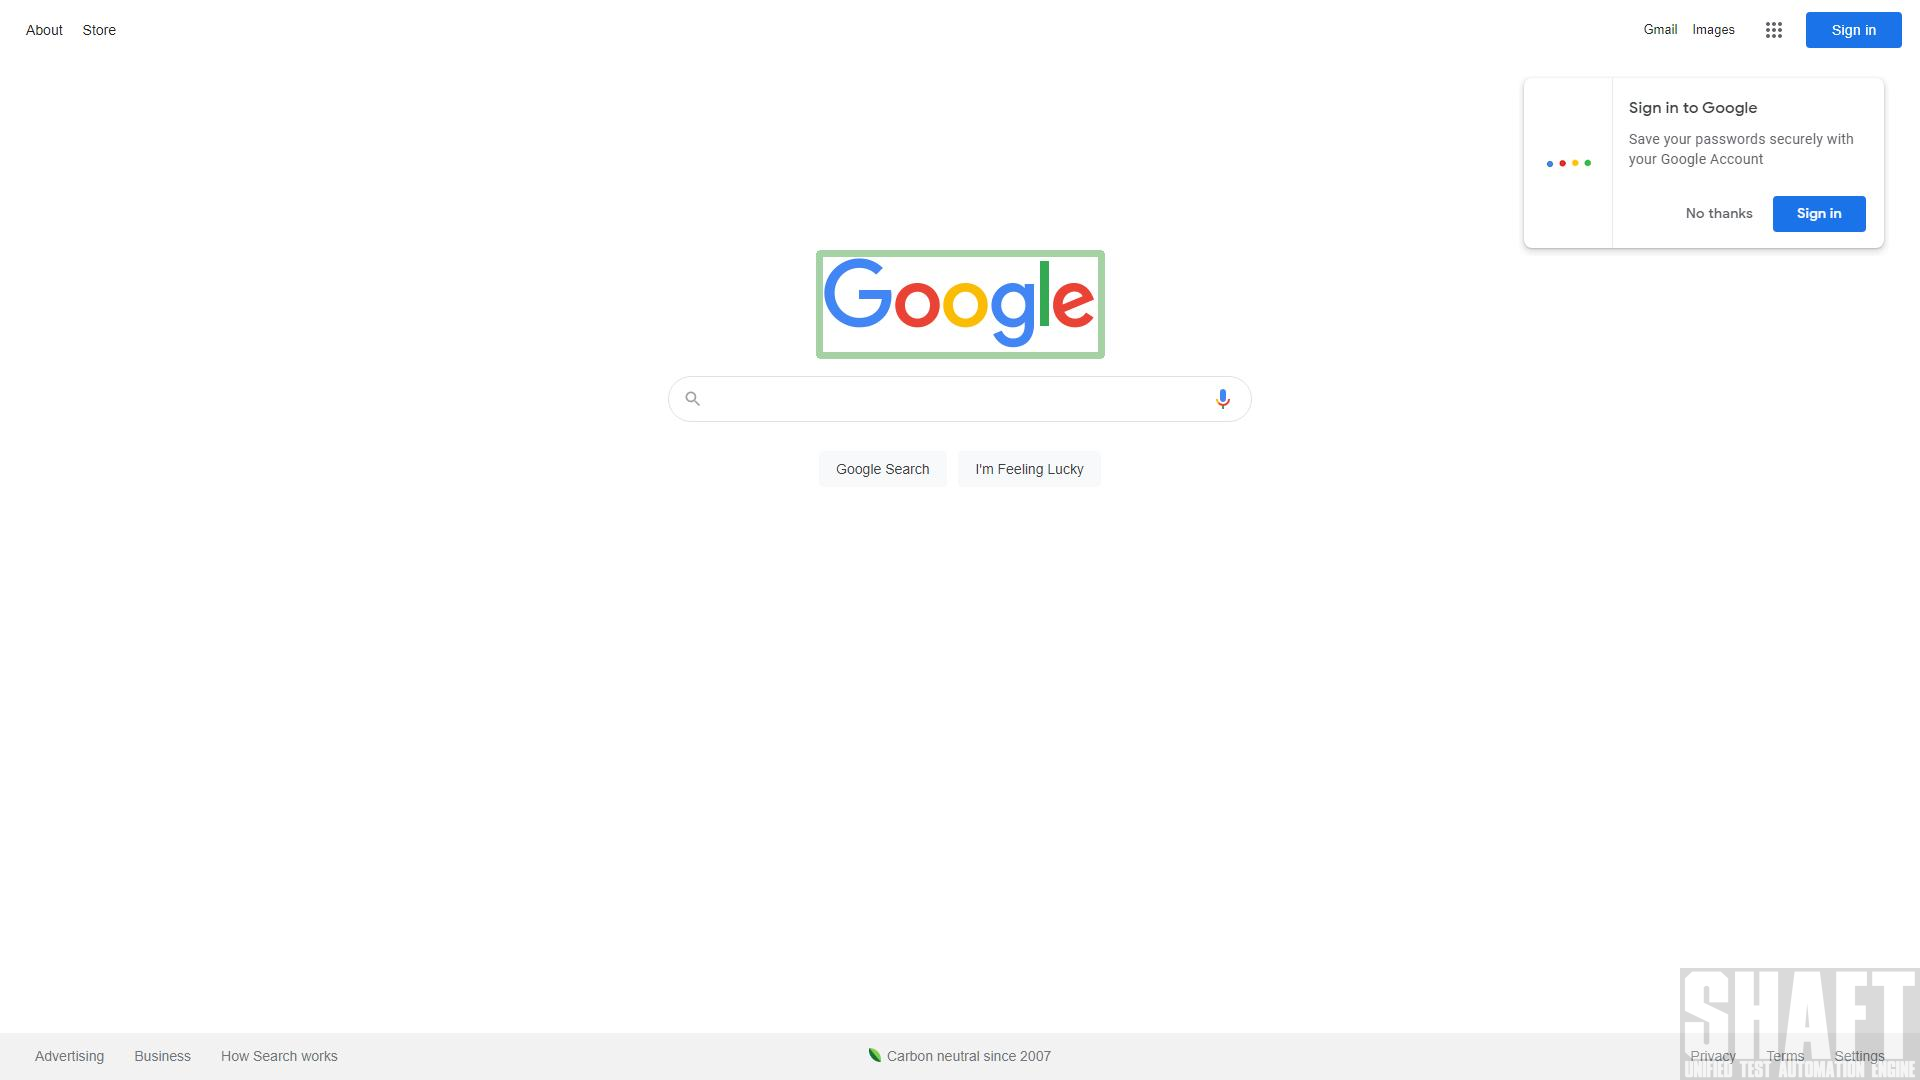 About Store
Gmail Images Sign in
Sign in to Google
Save your passwords securely with
your Google Account
No thanks Sign in
Google
Google Search I'm Feeling Lucky
Advertising Business How Search works
Carbon neutral since 2007
Privacy Terms Settings
SHAFT
UNIFIED TEST AUTOMATION ENGINE